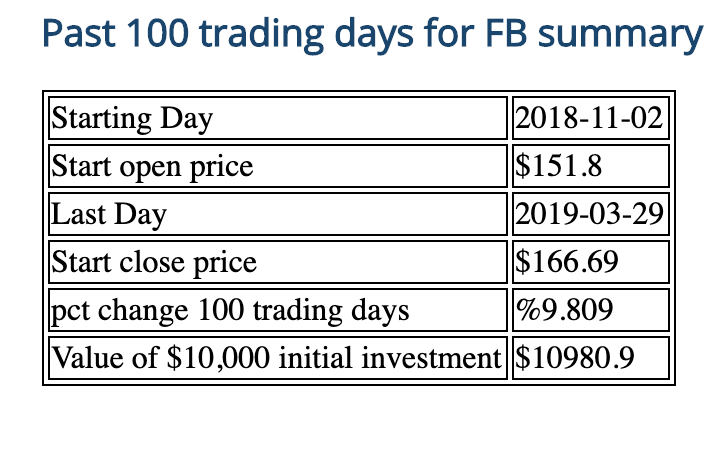 Past 100 trading days for FB summary
Starting Day 2018-11-02
Start open price $151.8
Last Day 2019-03-29
Start close price $166.69
pct change 100 trading days %9.809
Value of $10,000 initial investment $10980.9